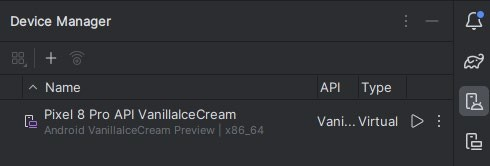 Device Manager
Name API Type
Pixel 8 Pro API VanillaIceCream Vani... Virtual
Android VanillaIceCream Preview | x86_64